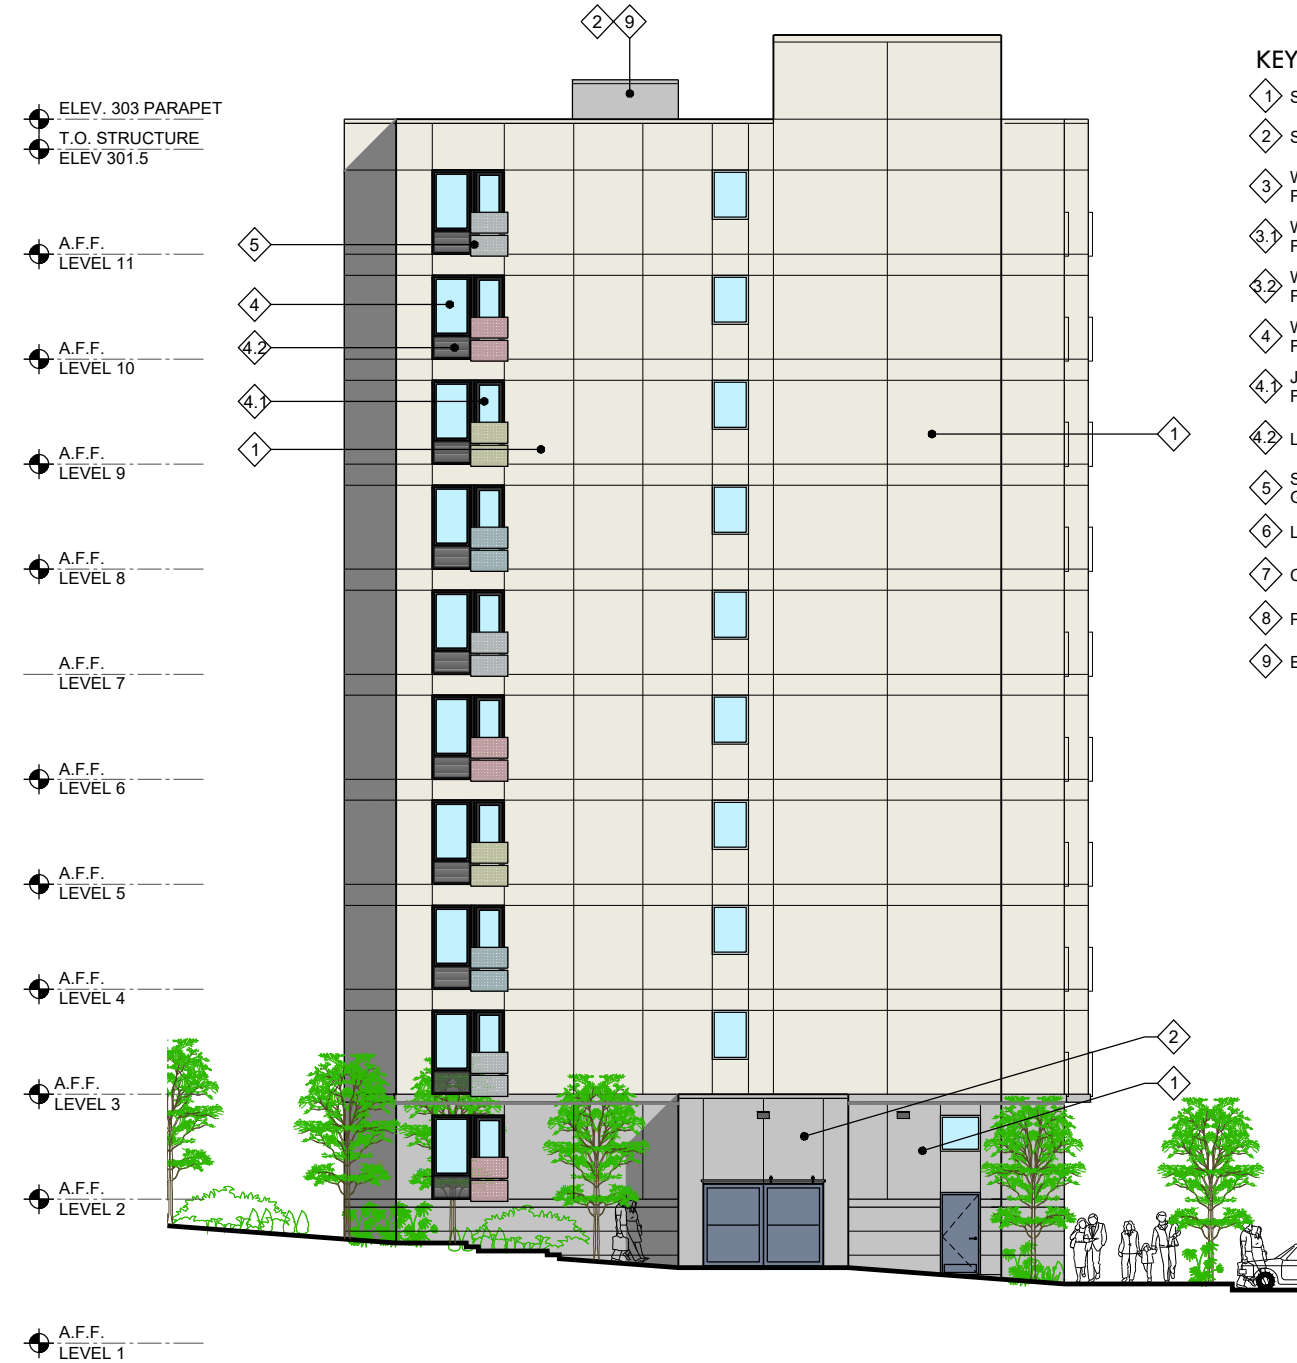 2 9
ELEV. 303 PARAPET
T.O. STRUCTURE
ELEV 301.5
A.F.F.
LEVEL 11
A.F.F.
LEVEL 10
A.F.F.
LEVEL 9
A.F.F.
LEVEL 8
A.F.F.
LEVEL 7
A.F.F.
LEVEL 6
A.F.F.
LEVEL 5
A.F.F.
LEVEL 4
A.F.F.
LEVEL 3
A.F.F.
LEVEL 2
A.F.F.
LEVEL 1
5
4
4.2
4.1
1
1
2
1
KEY
1 S
2 S
3 W
F
3.1 W
F
3.2 W
F
4 W
F
4.1 J
F
4.2 L
5 S
G
6 L
7 C
8 P
9 E